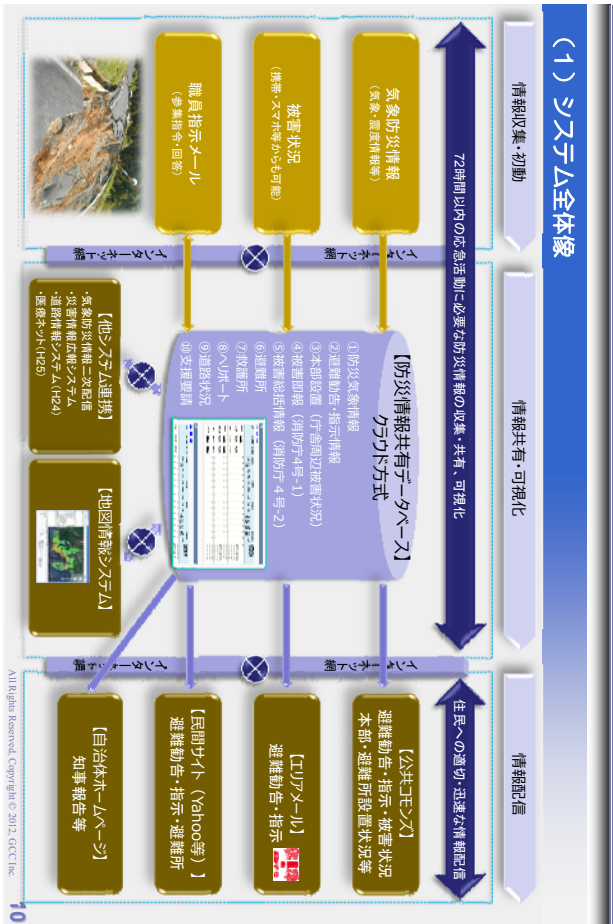 （1）システム全体像
情報収集・初動
情報共有・可視化
情報配信
72時間以内の応急活動に必要な防災情報の収集・共有、可視化
住民への適切・迅速な情報配信
気象防災情報
（気象・震度情報等）
被害状況
（携帯・スマホ等からも可能）
職員指示メール
（参集指令・回答）
インターネット網
インターネット網
【防災情報共有データベース】
クラウド方式
①防災気象情報
②避難勧告・指示情報
③本部設置（庁舎周辺被害状況）
④被害即報（消防庁4号-1）
⑤被害総括情報（消防庁４号-2）
⑥避難所
⑦救護所
⑧ヘリポート
⑨道路状況
⑩支援要請
【他システム連携】
・気象防災情報二次配信
・災害情報広報システム
・道路情報システム(H24)
・医療ネット(H25)
【地図情報システム】
インターネット網
インターネット網
【公共コモンズ】
避難勧告・指示・被害状況
本部・避難所設置状況等
【エリアメール】
避難勧告・指示
【民間サイト（Yahoo等）】
避難勧告・指示・避難所
【自治体ホームページ】
知事報告等
All Rights Reserved, Copyright © 2012, GCC Inc.
10